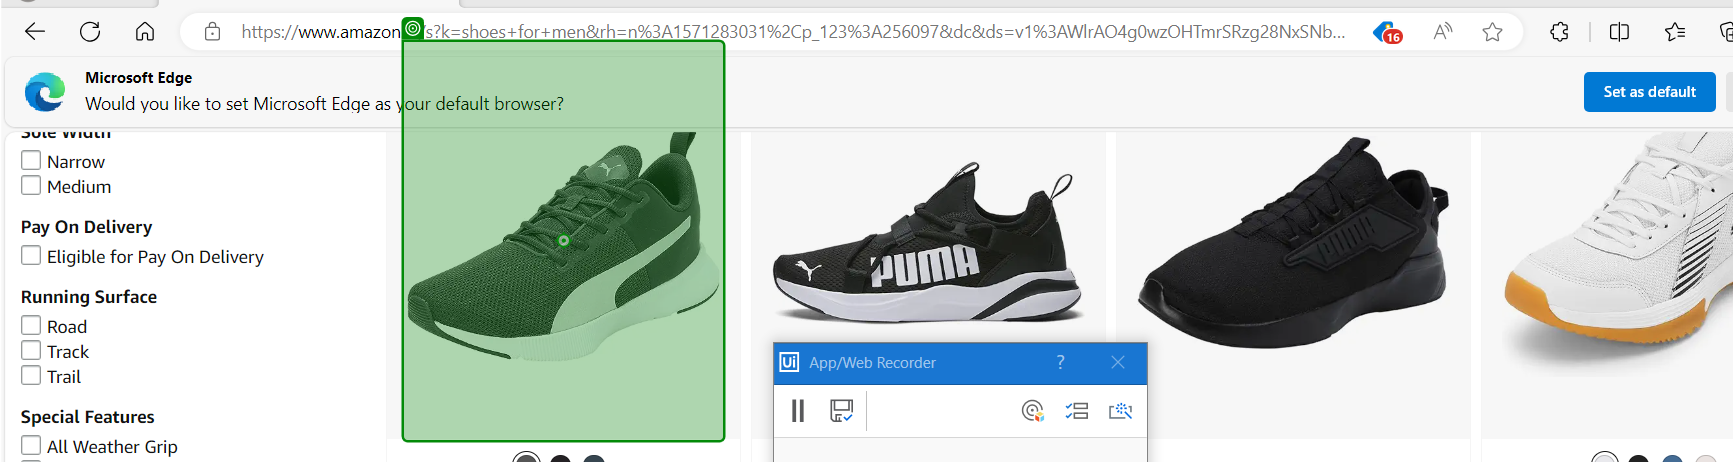 https://www.amazon. /s?k=shoes+for+men&rh=n%3A1571283031%2Cp_123%3A256097&dc&ds=v1%3AWlrAO4g0wzOHTmrSRzg28NxSNb...
16
Microsoft Edge
Would you like to set Microsoft Edge as your default browser?
Set as default
Sole Width
Narrow
Medium
Pay On Delivery
Eligible for Pay On Delivery
Running Surface
Road
Track
Trail
Special Features
All Weather Grip
PUMA
PUMA
Ui App/Web Recorder ?